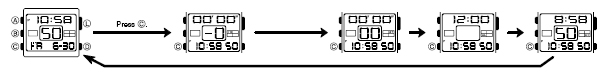 Ⓐ 10:58 Ⓛ
Ⓑ 50
Ⓒ FR 6-30 Ⓓ
Press Ⓒ.
00'00"
-0
Ⓒ 10:58 50
00'00"
00
Ⓒ 10:58 50
12:00
Ⓒ 10:58 50
8:58
50
Ⓒ 10:58 50